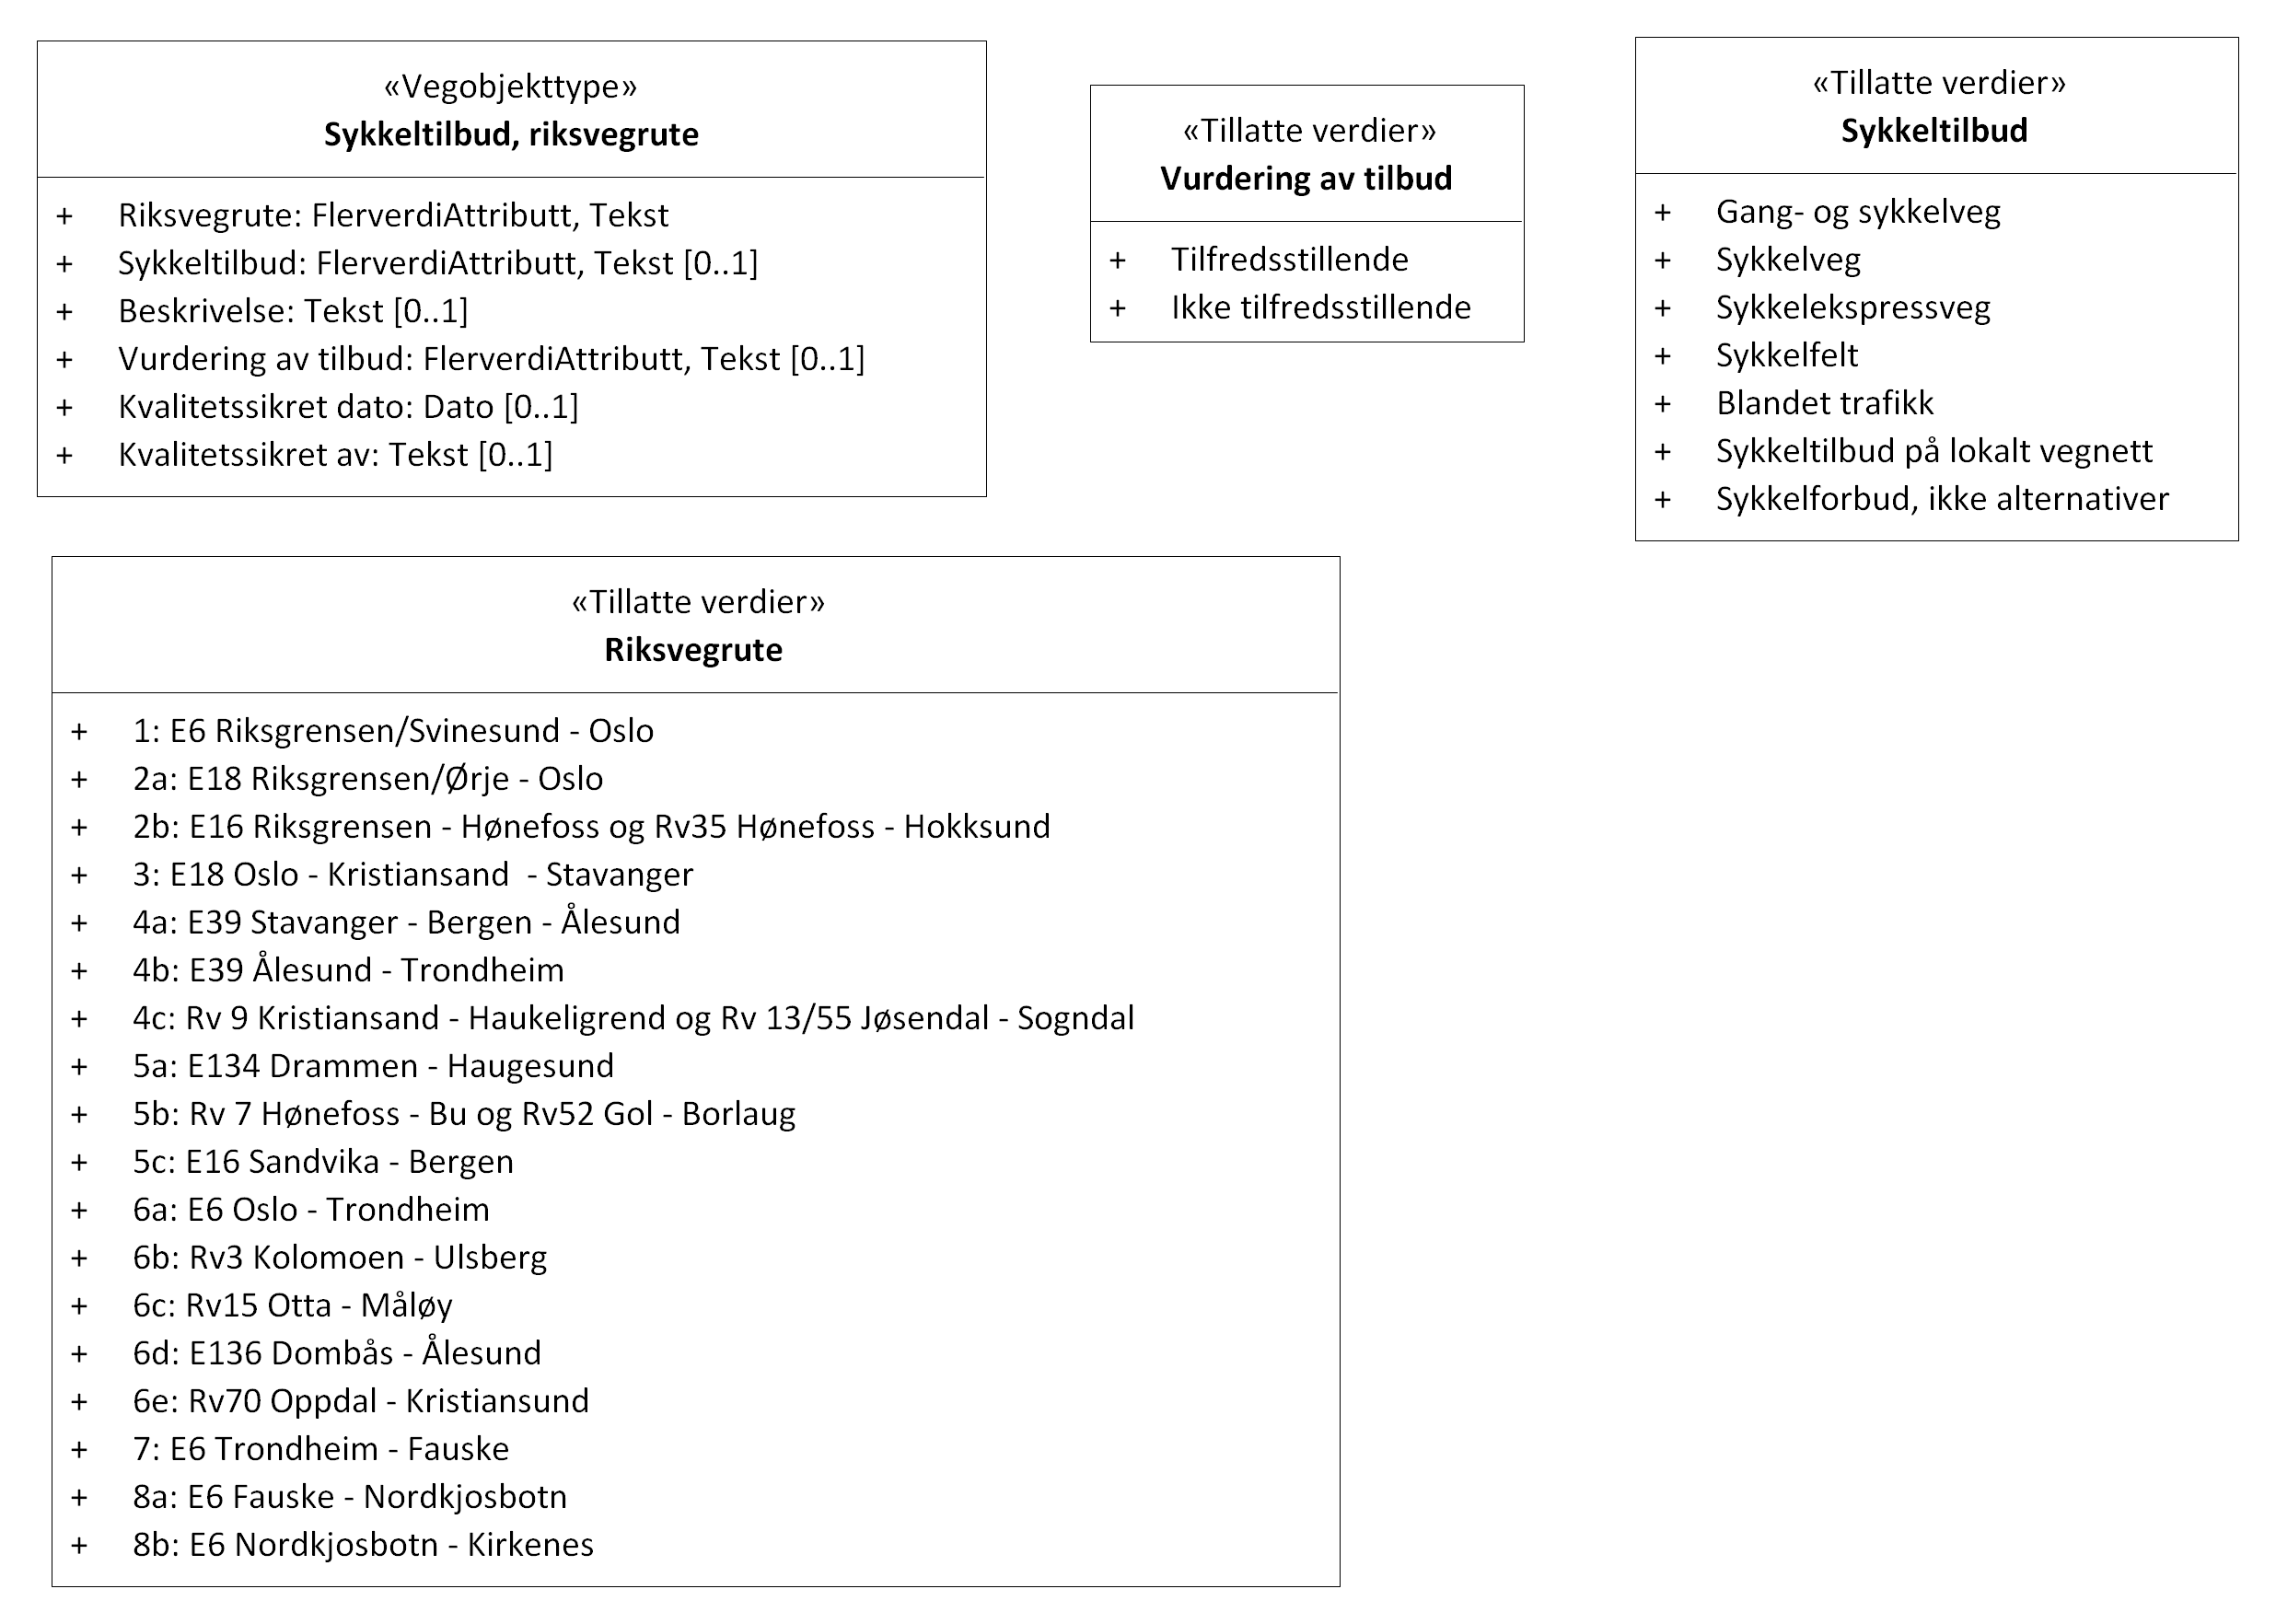 «Vegobjekttype»
Sykkeltilbud, riksvegrute
+ Riksvegrute: FlerverdiAttributt, Tekst
+ Sykkeltilbud: FlerverdiAttributt, Tekst [0..1]
+ Beskrivelse: Tekst [0..1]
+ Vurdering av tilbud: FlerverdiAttributt, Tekst [0..1]
+ Kvalitetssikret dato: Dato [0..1]
+ Kvalitetssikret av: Tekst [0..1]
«Tillatte verdier»
Vurdering av tilbud
+ Tilfredsstillende
+ Ikke tilfredsstillende
«Tillatte verdier»
Sykkeltilbud
+ Gang- og sykkelveg
+ Sykkelveg
+ Sykkelekspressveg
+ Sykkelfelt
+ Blandet trafikk
+ Sykkeltilbud på lokalt vegnett
+ Sykkelforbud, ikke alternativer
«Tillatte verdier»
Riksvegrute
+ 1: E6 Riksgrensen/Svinesund - Oslo
+ 2a: E18 Riksgrensen/Ørje - Oslo
+ 2b: E16 Riksgrensen - Hønefoss og Rv35 Hønefoss - Hokksund
+ 3: E18 Oslo - Kristiansand  - Stavanger
+ 4a: E39 Stavanger - Bergen - Ålesund
+ 4b: E39 Ålesund - Trondheim
+ 4c: Rv 9 Kristiansand - Haukeligrend og Rv 13/55 Jøsendal - Sogndal
+ 5a: E134 Drammen - Haugesund
+ 5b: Rv 7 Hønefoss - Bu og Rv52 Gol - Borlaug
+ 5c: E16 Sandvika - Bergen
+ 6a: E6 Oslo - Trondheim
+ 6b: Rv3 Kolomoen - Ulsberg
+ 6c: Rv15 Otta - Måløy
+ 6d: E136 Dombås - Ålesund
+ 6e: Rv70 Oppdal - Kristiansund
+ 7: E6 Trondheim - Fauske
+ 8a: E6 Fauske - Nordkjosbotn
+ 8b: E6 Nordkjosbotn - Kirkenes